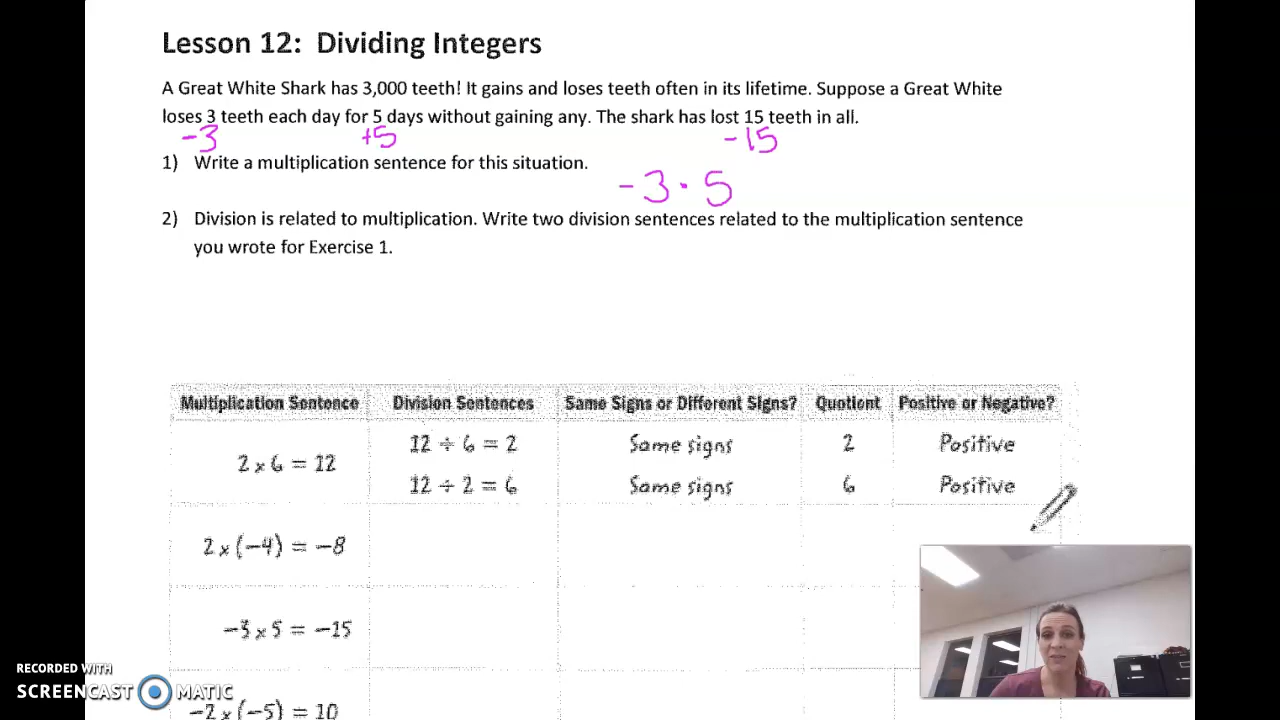 Lesson 12: Dividing Integers
A Great White Shark has 3,000 teeth! It gains and loses teeth often in its lifetime. Suppose a Great White
loses 3 teeth each day for 5 days without gaining any. The shark has lost 15 teeth in all.
-3 +5 -15
1) Write a multiplication sentence for this situation.
-3 · 5
2) Division is related to multiplication. Write two division sentences related to the multiplication sentence
you wrote for Exercise 1.
Multiplication Sentence Division Sentences Same Signs or Different Signs? Quotient Positive or Negative?
12 ÷ 6 = 2 Same signs 2 Positive
2 x 6 = 12
12 ÷ 2 = 6 Same signs 6 Positive
2 x (-4) = -8
-3 x 5 = -15
-2 x (-5) = 10
RECORDED WITH
SCREENCAST MATIC